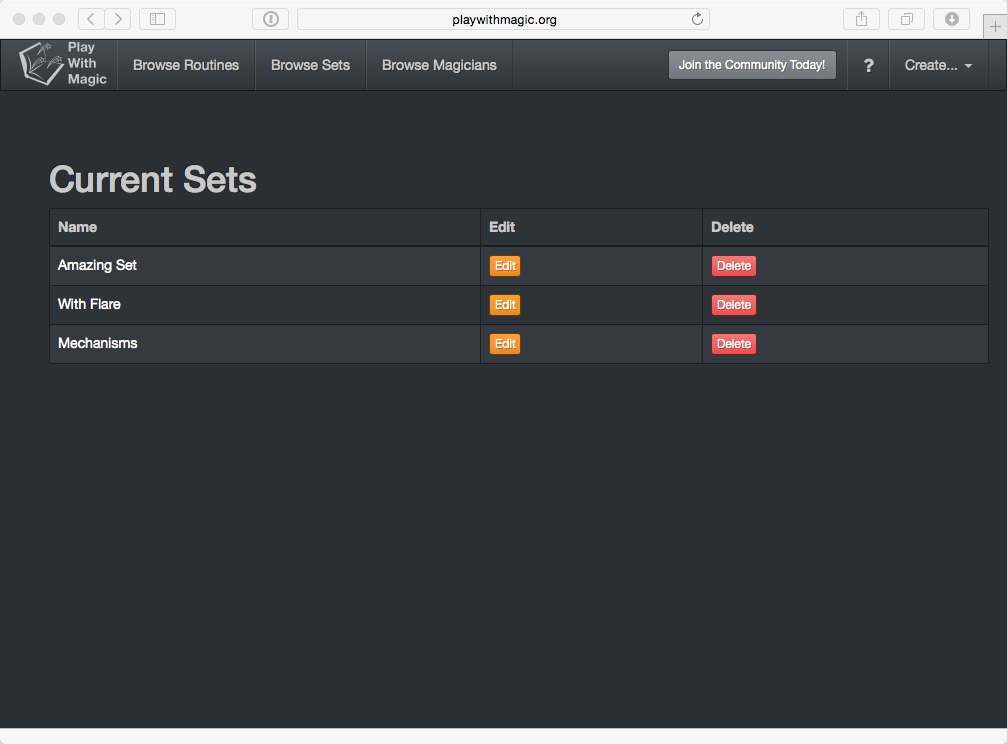 playwithmagic.org
Play
With
Magic
Browse Routines
Browse Sets
Browse Magicians
Join the Community Today!
?
Create...
Current Sets
Name Edit Delete
Amazing Set Edit Delete
With Flare Edit Delete
Mechanisms Edit Delete